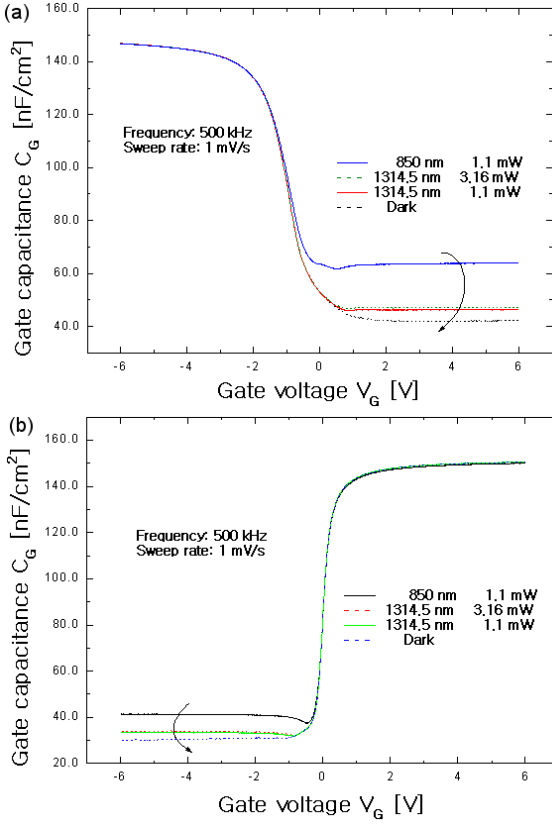 (a)
160.0
140.0
120.0
100.0
80.0
60.0
40.0
Gate capacitance C_G [nF/cm²]
Frequency: 500 kHz
Sweep rate: 1 mV/s
850 nm 1.1 mW
1314.5 nm 3.16 mW
1314.5 nm 1.1 mW
Dark
-6 -4 -2 0 2 4 6
Gate voltage V_G [V]
(b)
160.0
140.0
120.0
100.0
80.0
60.0
40.0
20.0
Gate capacitance C_G [nF/cm²]
Frequency: 500 kHz
Sweep rate: 1 mV/s
850 nm 1.1 mW
1314.5 nm 3.16 mW
1314.5 nm 1.1 mW
Dark
-6 -4 -2 0 2 4 6
Gate voltage V_G [V]